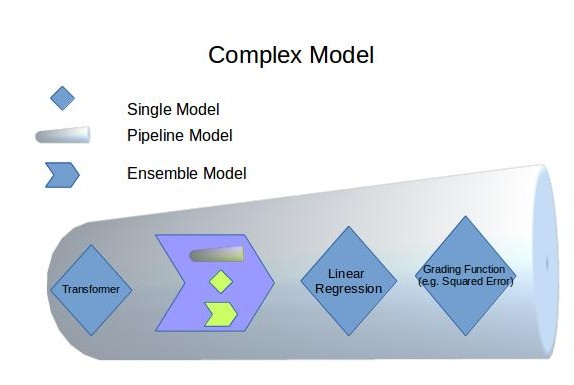 Complex Model
Single Model
Pipeline Model
Ensemble Model
Transformer
Linear
Regression
Grading Function
(e.g. Squared Error)